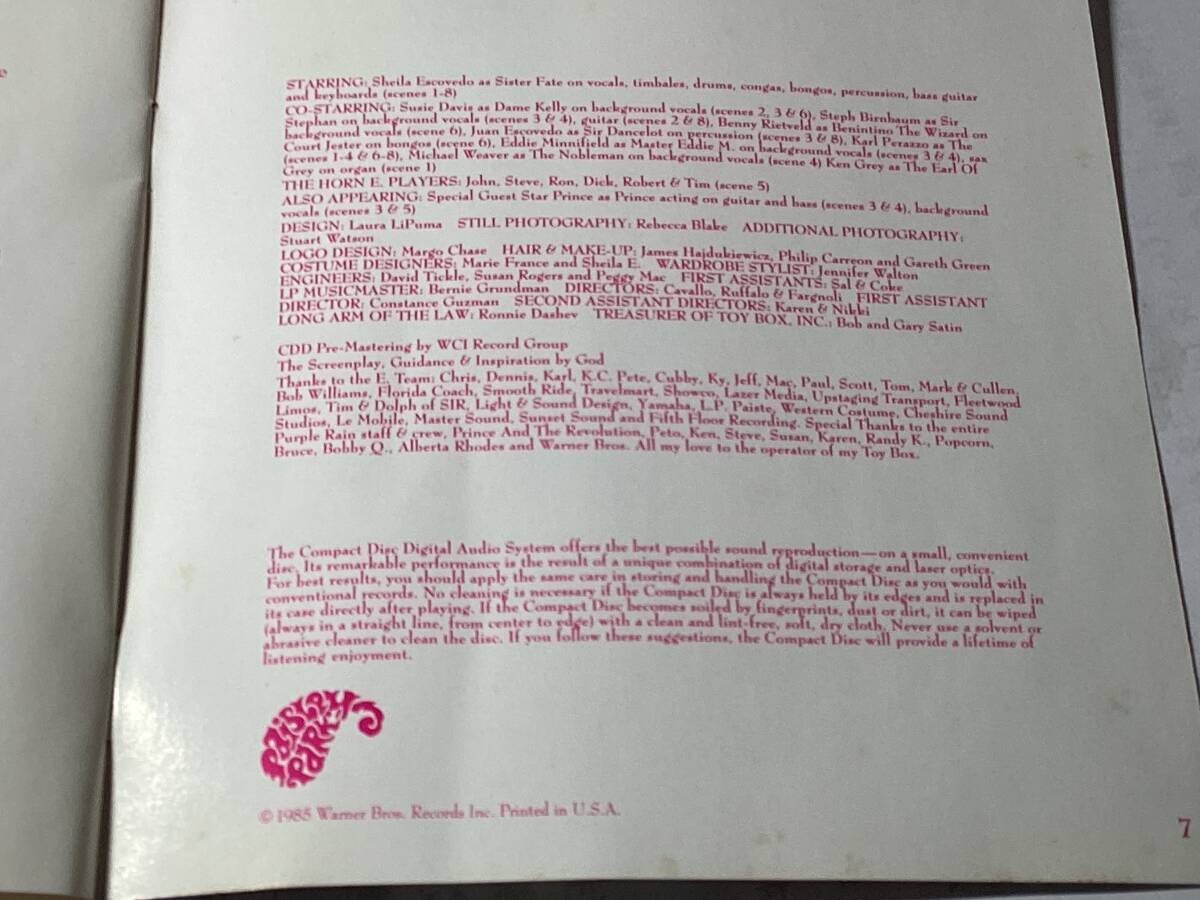 STARRING: Sheila Escovedo as Sister Fate on vocals, timbales, drums, congas, bongos, percussion, bass guitar
and keyboards (scenes 1-8)
CO-STARRING: Susie Davis as Dame Kelly on background vocals (scenes 2, 3 & 6), Steph Birnbaum as Sir
Stephan on background vocals (scenes 3 & 4), guitar (scenes 2 & 8), Benny Rietveld as Benintino The Wizard on
background vocals (scene 6), Juan Escovedo as Sir Dancelot on percussion (scenes 3 & 8), Karl Perazzo as The
Court Jester on bongos (scene 6), Eddie Minnifield as Master Eddie M. on background vocals (scenes 3 & 4), sax
(scenes 1-4 & 6-8), Michael Weaver as The Nobleman on background vocals (scene 4) Ken Grey as The Earl Of
Grey on organ (scene 1)
THE HORN E. PLAYERS: John, Steve, Ron, Dick, Robert & Tim (scene 5)
ALSO APPEARING: Special Guest Star Prince as Prince acting on guitar and bass (scenes 3 & 4), background
vocals (scenes 3 & 5)
DESIGN: Laura LiPuma STILL PHOTOGRAPHY: Rebecca Blake ADDITIONAL PHOTOGRAPHY:
Stuart Watson
LOGO DESIGN: Margo Chase HAIR & MAKE-UP: James Hajdukiewicz, Philip Carreon and Gareth Green
COSTUME DESIGNERS: Marie France and Sheila E. WARDROBE STYLIST: Jennifer Walton
ENGINEERS: David Tickle, Susan Rogers and Peggy Mac FIRST ASSISTANTS: Sal & Coke
LP MUSICMASTER: Bernie Grundman DIRECTORS: Cavallo, Ruffalo & Fargnoli FIRST ASSISTANT
DIRECTOR: Constance Guzman SECOND ASSISTANT DIRECTORS: Karen & Nikki
LONG ARM OF THE LAW: Ronnie Dashev TREASURER OF TOY BOX, INC.: Bob and Gary Satin
CDD Pre-Mastering by WCI Record Group
The Screenplay, Guidance & Inspiration by God
Thanks to the E. Team: Chris, Dennis, Karl, K.C. Pete, Cubby, Ky, Jeff, Mac, Paul, Scott, Tom, Mark & Cullen,
Bob Williams, Florida Coach, Smooth Ride, Travelmart, Showco, Lazer Media, Upstaging Transport, Fleetwood
Limos, Tim & Dolph of SIR, Light & Sound Design, Yamaha, L.P. Paiste, Western Costume, Cheshire Sound
Studios, Le Mobile, Master Sound, Sunset Sound and Fifth Floor Recording. Special Thanks to the entire
Purple Rain staff & crew, Prince And The Revolution, Peto, Ken, Steve, Susan, Karen, Randy K., Popcorn,
Bruce, Bobby Q., Alberta Rhodes and Warner Bros. All my love to the operator of my Toy Box.
The Compact Disc Digital Audio System offers the best possible sound reproduction—on a small, convenient
disc. Its remarkable performance is the result of a unique combination of digital storage and laser optics.
For best results, you should apply the same care in storing and handling the Compact Disc as you would with
conventional records. No cleaning is necessary if the Compact Disc is always held by its edges and is replaced in
its case directly after playing. If the Compact Disc becomes soiled by fingerprints, dust or dirt, it can be wiped
(always in a straight line, from center to edge) with a clean and lint-free, soft, dry cloth. Never use a solvent or
abrasive cleaner to clean the disc. If you follow these suggestions, the Compact Disc will provide a lifetime of
listening enjoyment.
PAISLEY
PARK
© 1985 Warner Bros. Records Inc. Printed in U.S.A.
7